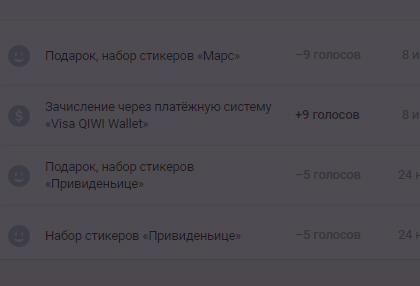 Подарок, набор стикеров «Марс» −9 голосов 8 и
Зачисление через платёжную систему
«Visa QIWI Wallet» +9 голосов 8 и
Подарок, набор стикеров
«Привиденьице» −5 голосов 24 н
Набор стикеров «Привиденьице» −5 голосов 24 н